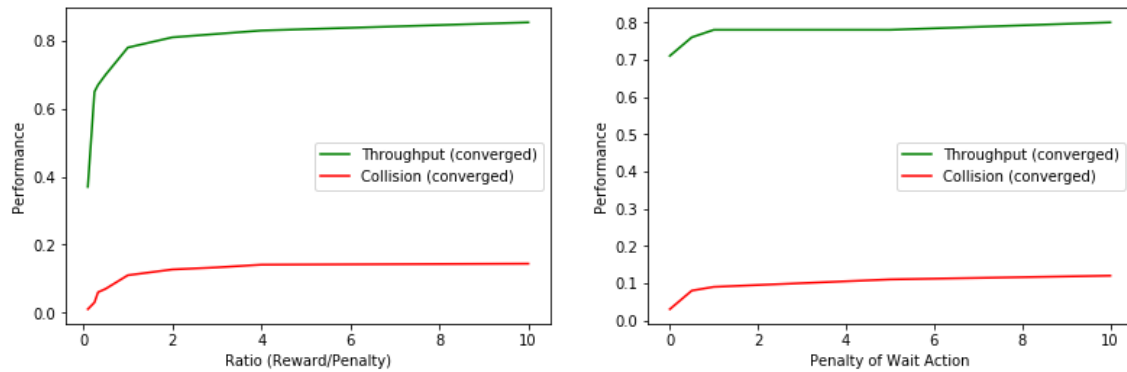 0.8
0.6
0.4
0.2
0.0
Performance
Throughput (converged)
Collision (converged)
0 2 4 6 8 10
Ratio (Reward/Penalty)
0.8
0.7
0.6
0.5
0.4
0.3
0.2
0.1
0.0
Performance
Throughput (converged)
Collision (converged)
0 2 4 6 8 10
Penalty of Wait Action